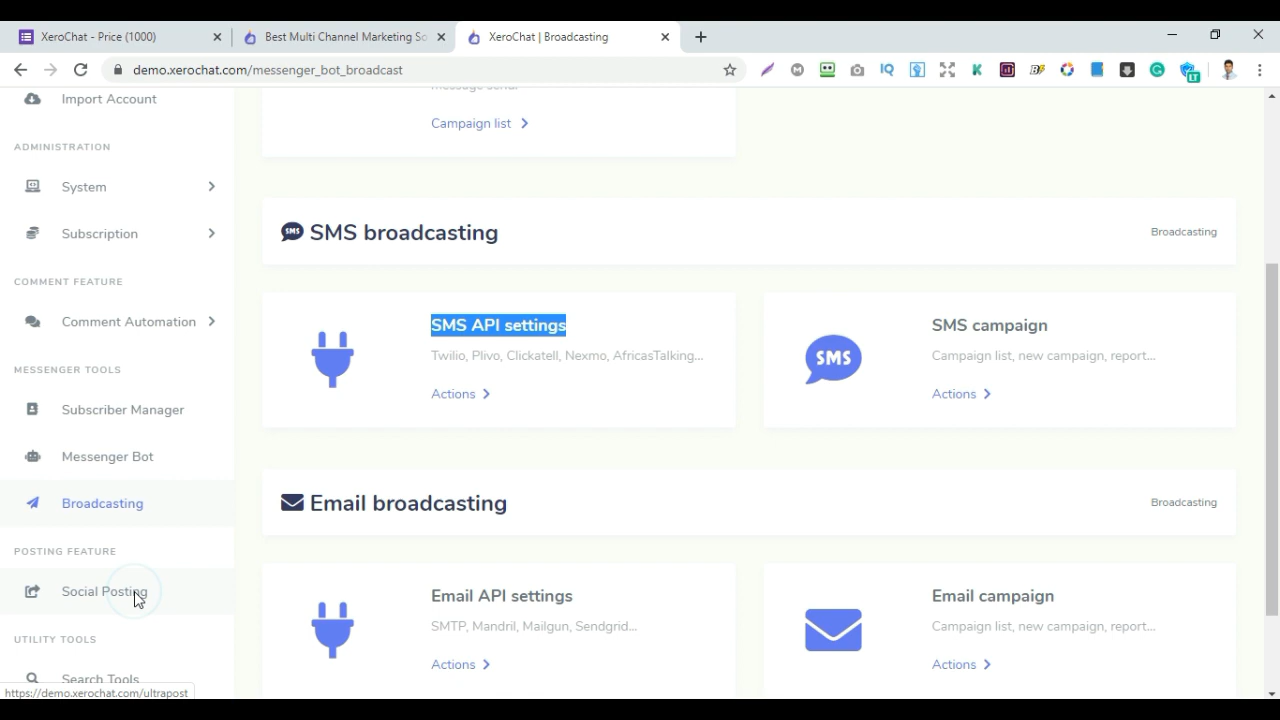 XeroChat - Price (1000)
Best Multi Channel Marketing So
XeroChat | Broadcasting
demo.xerochat.com/messenger_bot_broadcast
Import Account
ADMINISTRATION
System
Subscription
COMMENT FEATURE
Comment Automation
MESSENGER TOOLS
Subscriber Manager
Messenger Bot
Broadcasting
POSTING FEATURE
Social Posting
UTILITY TOOLS
Search Tools
https://demo.xerochat.com/ultrapost
message send.
Campaign list
SMS SMS broadcasting
Broadcasting
SMS API settings
Twilio, Plivo, Clickatell, Nexmo, AfricasTalking...
Actions
SMS
SMS campaign
Campaign list, new campaign, report...
Actions
Email broadcasting
Broadcasting
Email API settings
SMTP, Mandril, Mailgun, Sendgrid...
Actions
Email campaign
Campaign list, new campaign, report...
Actions